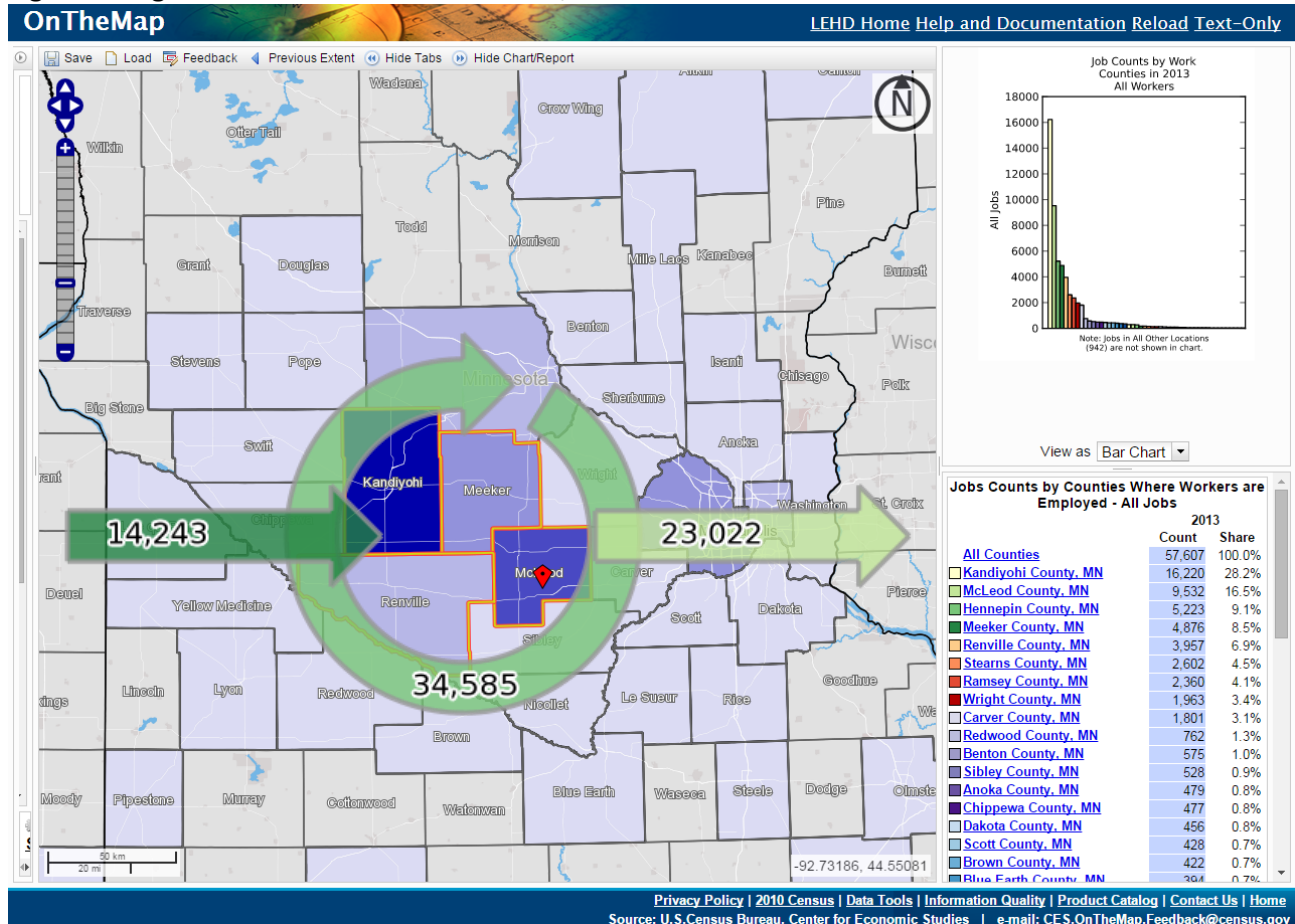 OnTheMap
LEHD Home Help and Documentation Reload Text-Only
Save Load Feedback Previous Extent Hide Tabs Hide Chart/Report
N
Wadena
Crow Wing
Otter Tail
Wilkin
Pine
Todd
Morrison
Mille Lacs
Kanabec
Grant
Douglas
Burnett
Traverse
Benton
Stevens
Pope
Isanti
Chisago
Polk
Minnesota
Sherburne
Big Stone
Swift
Anoka
Wright
Kandiyohi
Meeker
Washington
St. Croix
14,243
23,022
McLeod
Carver
Deuel
Yellow Medicine
Renville
Pierce
Scott
Dakota
Sibley
34,585
Lincoln
Lyon
Redwood
Nicollet
Le Sueur
Rice
Goodhue
Brown
Moody
Pipestone
Murray
Cottonwood
Watonwan
Blue Earth
Waseca
Steele
Dodge
50 km
20 mi
-92.73186, 44.55081
Job Counts by Work
Counties in 2013
All Workers
All Jobs
18000
16000
14000
12000
10000
8000
6000
4000
2000
0
Note: Jobs in All Other Locations
(942) are not shown in chart.
View as Bar Chart
Jobs Counts by Counties Where Workers are
Employed - All Jobs
2013
Count Share
All Counties 57,607 100.0%
Kandiyohi County, MN 16,220 28.2%
McLeod County, MN 9,532 16.5%
Hennepin County, MN 5,223 9.1%
Meeker County, MN 4,876 8.5%
Renville County, MN 3,957 6.9%
Stearns County, MN 2,602 4.5%
Ramsey County, MN 2,360 4.1%
Wright County, MN 1,963 3.4%
Carver County, MN 1,801 3.1%
Redwood County, MN 762 1.3%
Benton County, MN 575 1.0%
Sibley County, MN 528 0.9%
Anoka County, MN 479 0.8%
Chippewa County, MN 477 0.8%
Dakota County, MN 456 0.8%
Scott County, MN 428 0.7%
Brown County, MN 422 0.7%
Blue Earth County, MN 394 0.7%
Privacy Policy | 2010 Census | Data Tools | Information Quality | Product Catalog | Contact Us | Home
Source: U.S.Census Bureau, Center for Economic Studies | e-mail: CES.OnTheMap.Feedback@census.gov